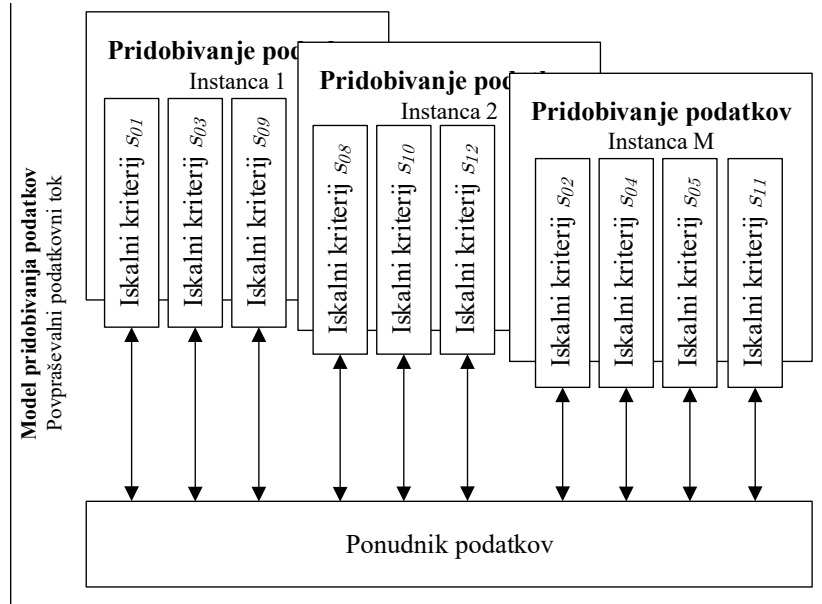 Model pridobivanja podatkov
Povpraševalni podatkovni tok
Pridobivanje pod
Instanca 1
Iskalni kriterij s01
Iskalni kriterij s03
Iskalni kriterij s09
Pridobivanje podat
Instanca 2
Iskalni kriterij s08
Iskalni kriterij s10
Iskalni kriterij s12
Pridobivanje podatkov
Instanca M
Iskalni kriterij s02
Iskalni kriterij s04
Iskalni kriterij s05
Iskalni kriterij s11
Ponudnik podatkov